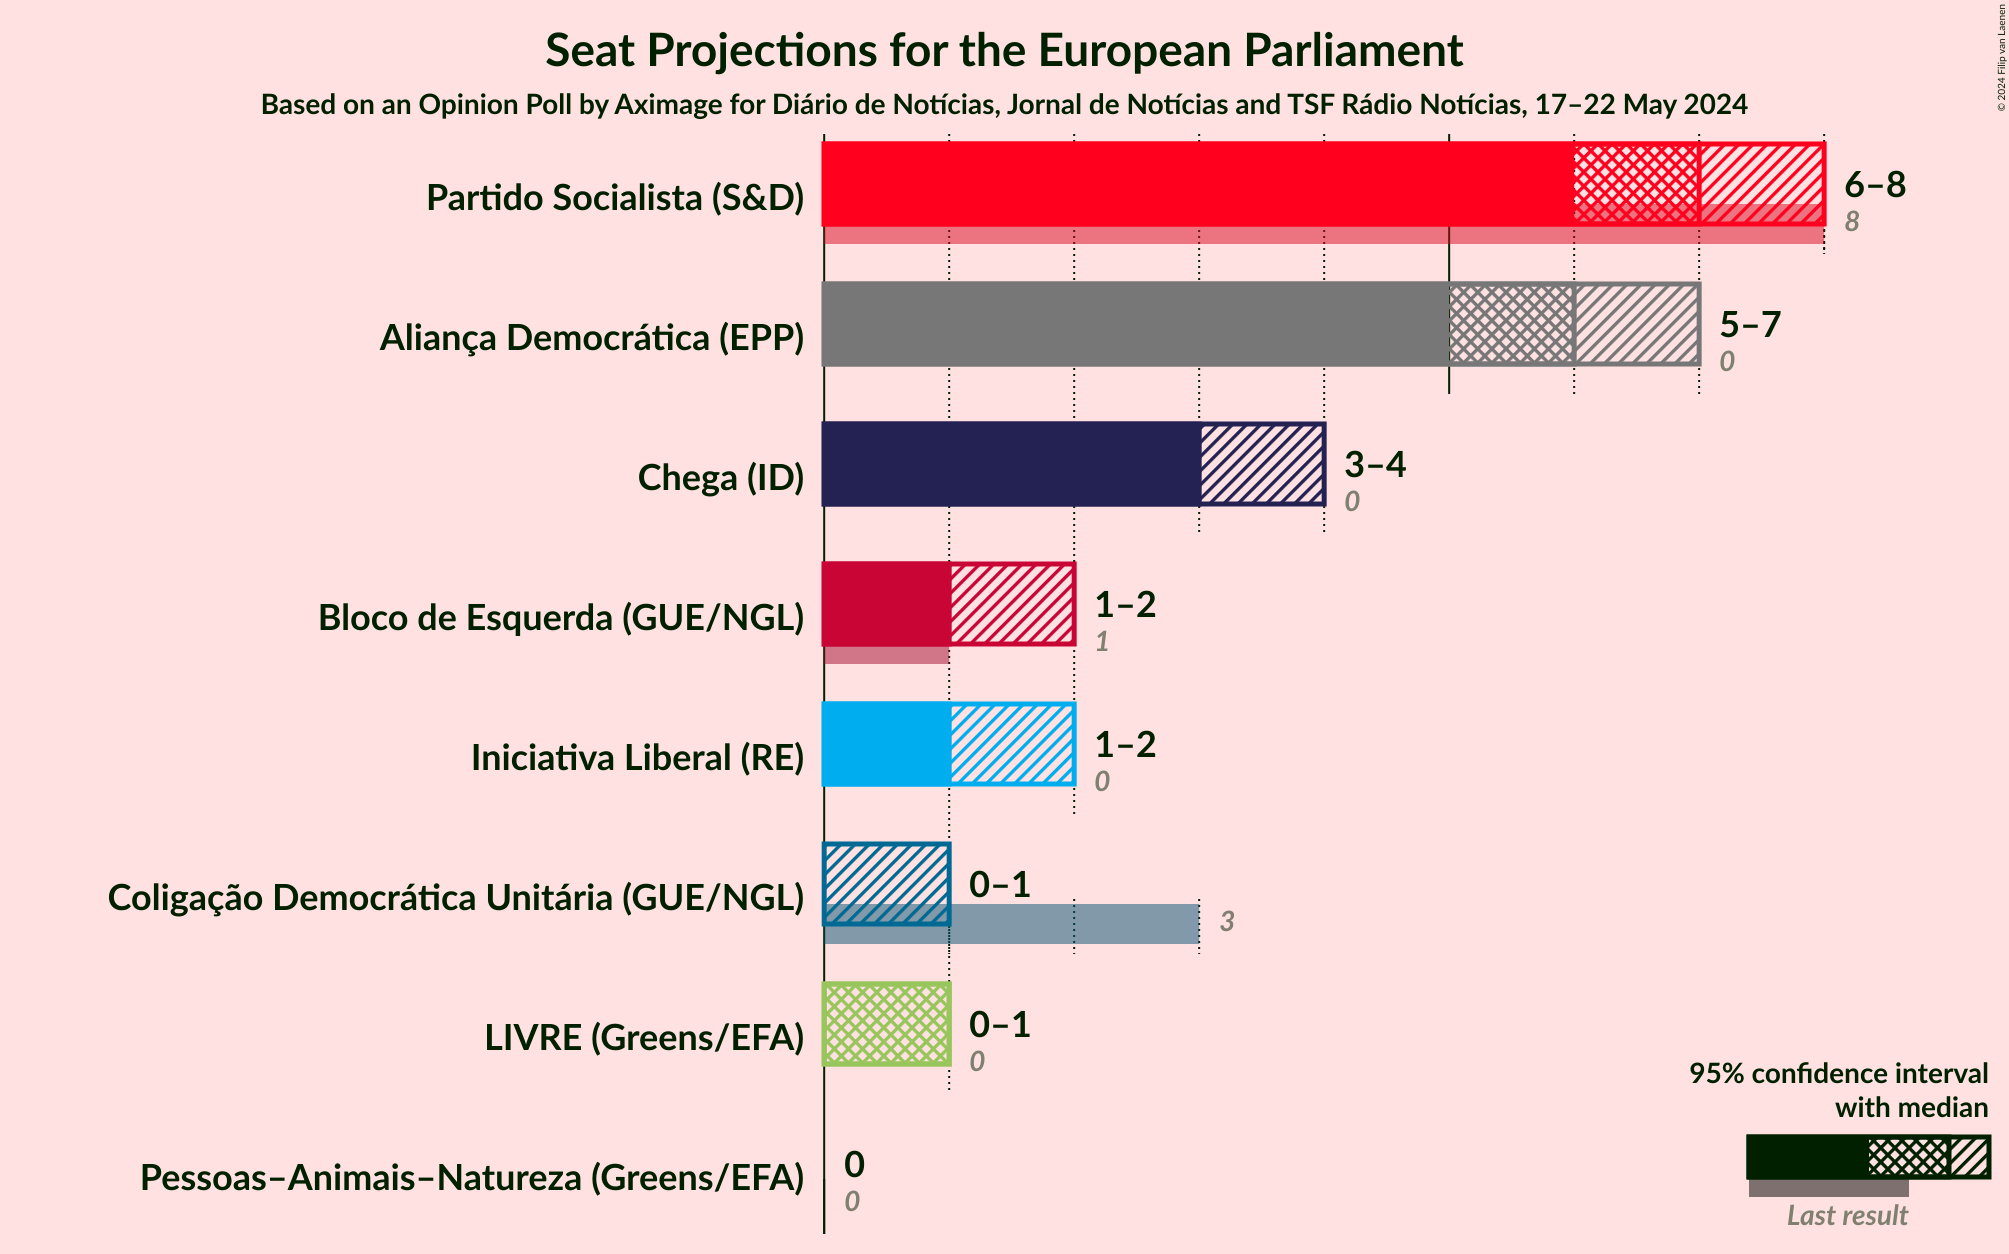 Seat Projections for the European Parliament
Based on an Opinion Poll by Aximage for Diário de Notícias, Jornal de Notícias and TSF Rádio Notícias, 17–22 May 2024
© 2024 Filip van Laenen
Partido Socialista (S&D)
6–8
8
Aliança Democrática (EPP)
5–7
0
Chega (ID)
3–4
0
Bloco de Esquerda (GUE/NGL)
1–2
1
Iniciativa Liberal (RE)
1–2
0
Coligação Democrática Unitária (GUE/NGL)
0–1
3
LIVRE (Greens/EFA)
0–1
0
Pessoas–Animais–Natureza (Greens/EFA)
0
0
95% confidence interval
with median
Last result